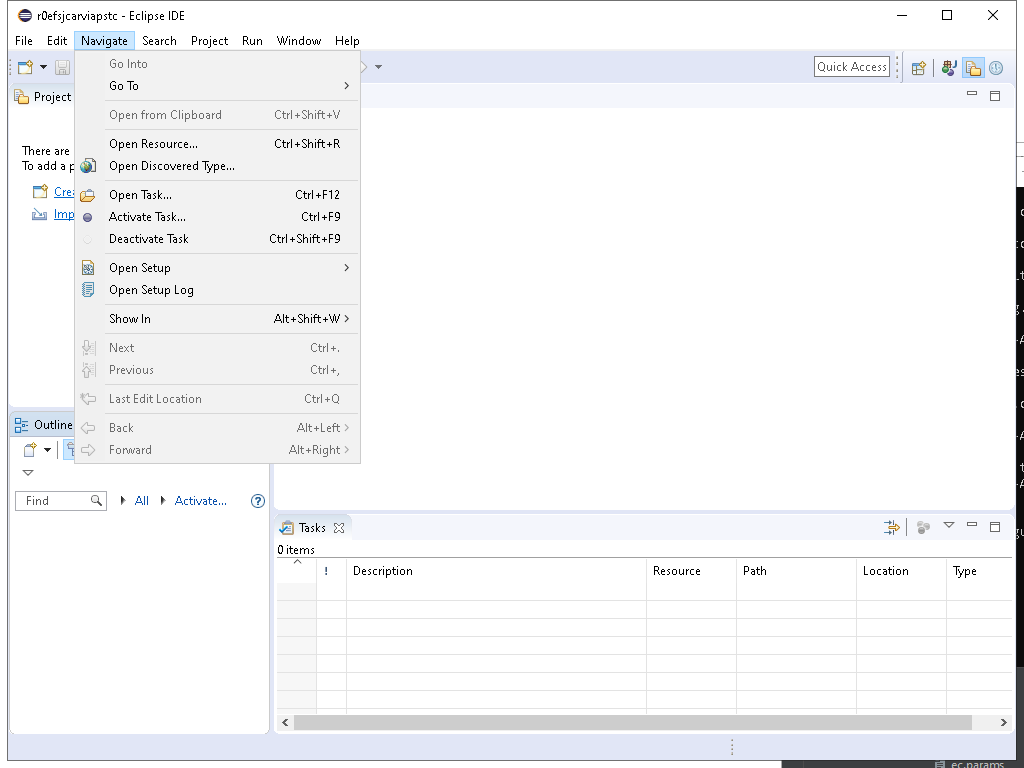 r0efsjcarviapstc - Eclipse IDE
File Edit Navigate Search Project Run Window Help
Quick Access
Project
There are
To add a p
Crea
Imp
Go Into
Go To
Open from Clipboard Ctrl+Shift+V
Open Resource... Ctrl+Shift+R
Open Discovered Type...
Open Task... Ctrl+F12
Activate Task... Ctrl+F9
Deactivate Task Ctrl+Shift+F9
Open Setup
Open Setup Log
Show In Alt+Shift+W
Next Ctrl+.
Previous Ctrl+,
Last Edit Location Ctrl+Q
Back Alt+Left
Forward Alt+Right
Outline
Find All Activate...
Tasks
0 items
! Description Resource Path Location Type
ec.params